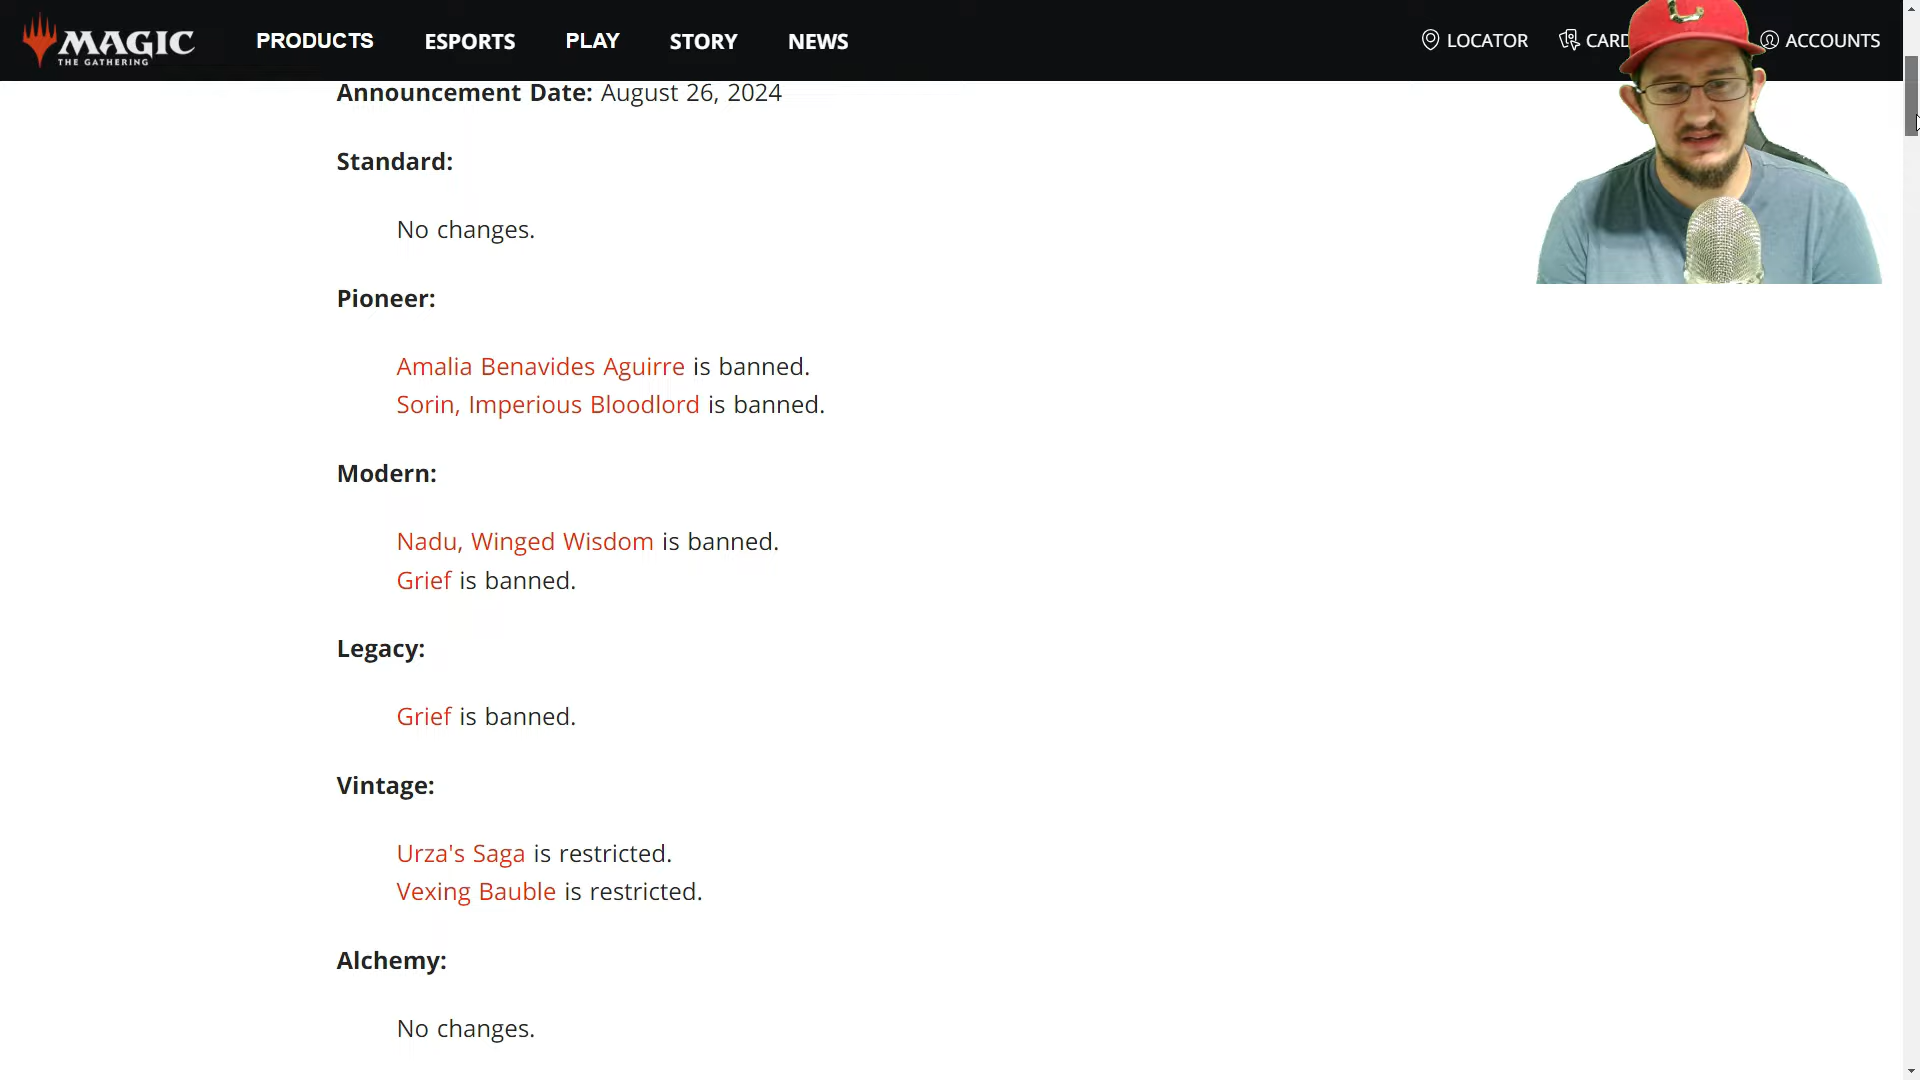 MAGIC
THE GATHERING
PRODUCTS
ESPORTS
PLAY
STORY
NEWS
LOCATOR
CARD
ACCOUNTS
Announcement Date: August 26, 2024
Standard:
No changes.
Pioneer:
Amalia Benavides Aguirre is banned.
Sorin, Imperious Bloodlord is banned.
Modern:
Nadu, Winged Wisdom is banned.
Grief is banned.
Legacy:
Grief is banned.
Vintage:
Urza's Saga is restricted.
Vexing Bauble is restricted.
Alchemy:
No changes.